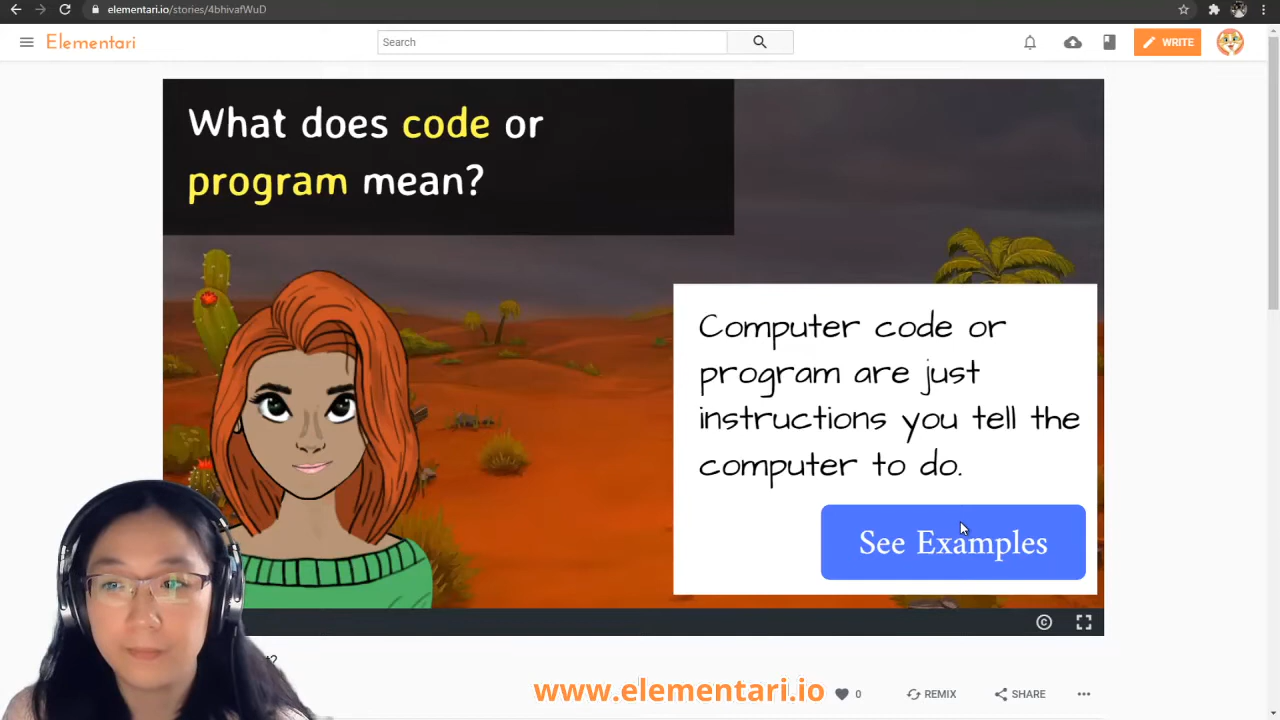 elementari.io/stories/4bhivafWuD
Elementari
Search
WRITE
What does code or
program mean?
Computer code or
program are just
instructions you tell the
computer to do.
See Examples
www.elementari.io
0
REMIX
SHARE